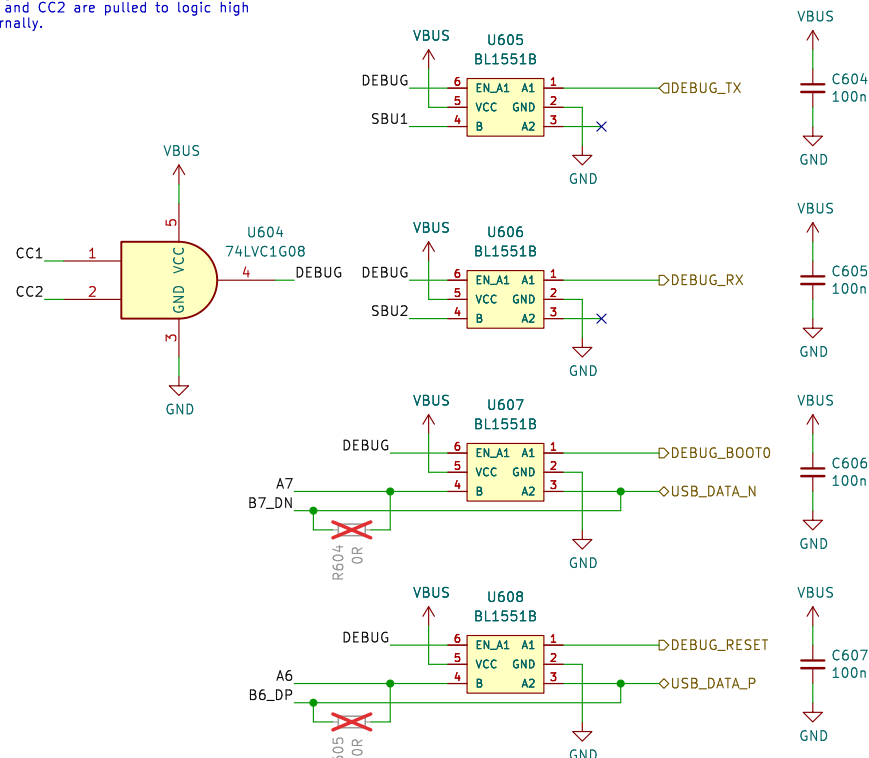 and CC2 are pulled to logic high
rnally.
VBUS
5
CC1
1
VCC
U604
74LVC1G08
4
DEBUG
CC2
2
GND
3
GND
VBUS
U605
BL1551B
DEBUG
6
EN_A1
A1
1
DEBUG_TX
5
VCC
GND
2
SBU1
4
B
A2
3
GND
VBUS
C604
100n
GND
VBUS
U606
BL1551B
DEBUG
6
EN_A1
A1
1
DEBUG_RX
5
VCC
GND
2
SBU2
4
B
A2
3
GND
VBUS
C605
100n
GND
VBUS
U607
BL1551B
DEBUG
6
EN_A1
A1
1
DEBUG_BOOT0
5
VCC
GND
2
A7
4
B
A2
3
USB_DATA_N
B7_DN
R604
0R
GND
VBUS
C606
100n
GND
VBUS
U608
BL1551B
DEBUG
6
EN_A1
A1
1
DEBUG_RESET
5
VCC
GND
2
A6
4
B
A2
3
USB_DATA_P
B6_DP
605
0R
GND
VBUS
C607
100n
GND